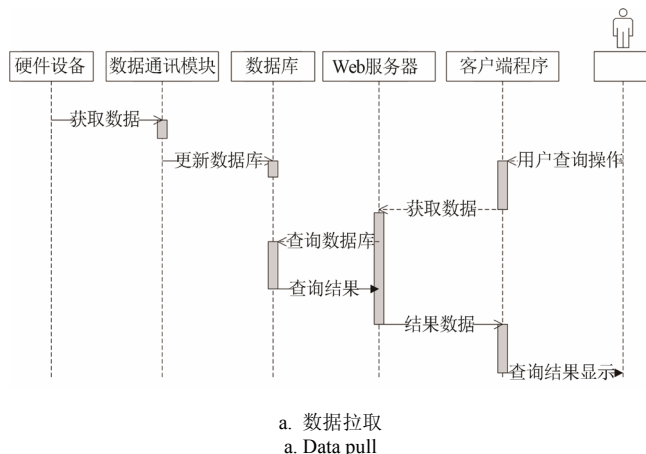 硬件设备 数据通讯模块 数据库 Web服务器 客户端程序
获取数据
更新数据库 用户查询操作
获取数据
查询数据库
查询结果
结果数据
查询结果显示
a. 数据拉取
a. Data pull